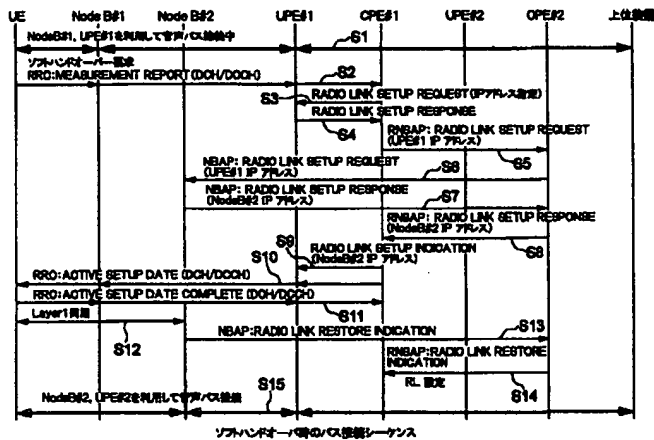 UE Node B#1 Node B#2 UPE#1 CPE#1 UPE#2 CPE#2 上位装置
NodeB#1, UPE#1を利用して音声パス接続中
S1
ソフトハンドオーバー要求
RRC:MEASUREMENT REPORT (DCH/DCCH)
S2
RADIO LINK SETUP REQUEST(IPアドレス指定)
S3
RADIO LINK SETUP RESPONSE
S4
RNSAP: RADIO LINK SETUP REQUEST
(UPE#1 IP アドレス)
S5
NBAP: RADIO LINK SETUP REQUEST
(UPE#1 IP アドレス)
S6
NBAP: RADIO LINK SETUP RESPONSE
(NodeB#2 IP アドレス)
S7
RNSAP: RADIO LINK SETUP RESPONSE
(NodeB#2 IP アドレス)
S8
RADIO LINK SETUP INDICATION
(NodeB#2 IP アドレス)
S9
S10
RRC:ACTIVE SETUP DATE (DCH/DCCH)
RRC:ACTIVE SETUP DATE COMPLETE (DCH/DCCH)
S11
Layer1同期
S12
NBAP:RADIO LINK RESTORE INDICATION
S13
RNSAP:RADIO LINK RESTORE
INDICATION
RL 設定
S14
NodeB#2, UPE#2を利用して音声パス接続
S15
ソフトハンドオーバ時のパス接続シーケンス